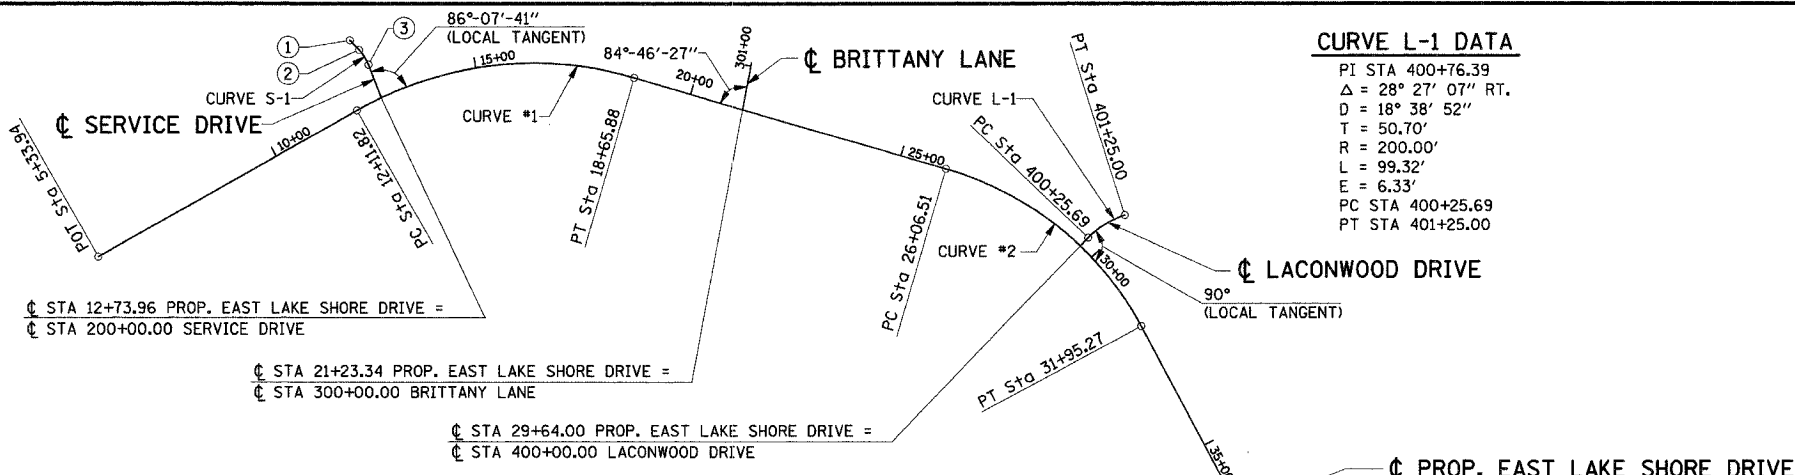 86°-07'-41"
(LOCAL TANGENT)
1
2
3
CURVE S-1
℄ SERVICE DRIVE
15+00
84°-46'-27"
301+00
℄ BRITTANY LANE
20+00
CURVE #1
10+00
POT Sta 5+33.94
PC Sta 12+11.82
PT Sta 18+65.88
℄ STA 12+73.96 PROP. EAST LAKE SHORE DRIVE =
℄ STA 200+00.00 SERVICE DRIVE
℄ STA 21+23.34 PROP. EAST LAKE SHORE DRIVE =
℄ STA 300+00.00 BRITTANY LANE
℄ STA 29+64.00 PROP. EAST LAKE SHORE DRIVE =
℄ STA 400+00.00 LACONWOOD DRIVE
25+00
PC Sta 26+06.51
CURVE L-1
PC Sta 400+25.69
PT Sta 401+25.00
CURVE #2
30+00
℄ LACONWOOD DRIVE
90°
(LOCAL TANGENT)
PT Sta 31+95.27
35+00
℄ PROP. EAST LAKE SHORE DRIVE
CURVE L-1 DATA
PI STA 400+76.39
Δ = 28° 27' 07" RT.
D = 18° 38' 52"
T = 50.70'
R = 200.00'
L = 99.32'
E = 6.33'
PC STA 400+25.69
PT STA 401+25.00